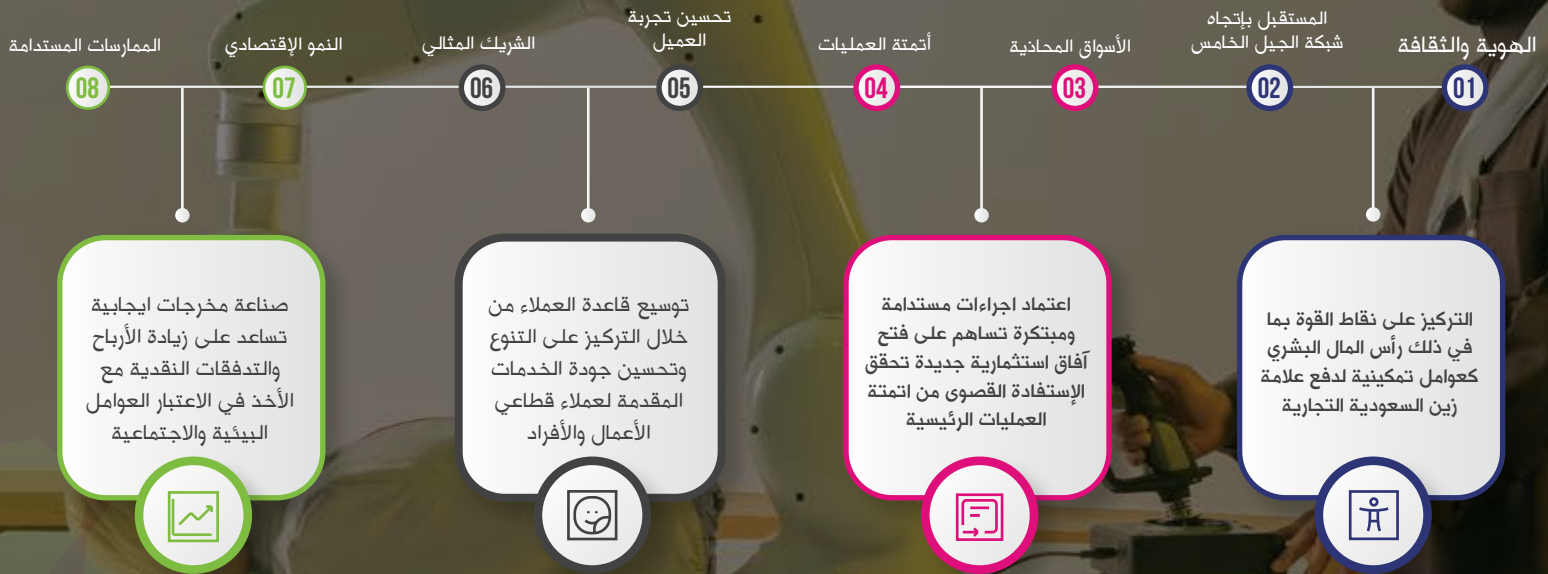 الهوية والثقافة
01
المستقبل بإتجاه
شبكة الجيل الخامس
02
الأسواق المحاذية
03
أتمتة العمليات
04
تحسين تجربة
العميل
05
الشريك المثالي
06
النمو الإقتصادي
07
الممارسات المستدامة
08
التركيز على نقاط القوة بما
في ذلك رأس المال البشري
كعوامل تمكينية لدفع علامة
زين السعودية التجارية
اعتماد اجراءات مستدامة
ومبتكرة تساهم على فتح
آفاق استثمارية جديدة تحقق
الإستفادة القصوى من اتمتة
العمليات الرئيسية
توسيع قاعدة العملاء من
خلال التركيز على التنوع
وتحسين جودة الخدمات
المقدمة لعملاء قطاعي
الأعمال والأفراد
صناعة مخرجات ايجابية
تساعد على زيادة الأرباح
والتدفقات النقدية مع
الأخذ في الاعتبار العوامل
البيئية والاجتماعية